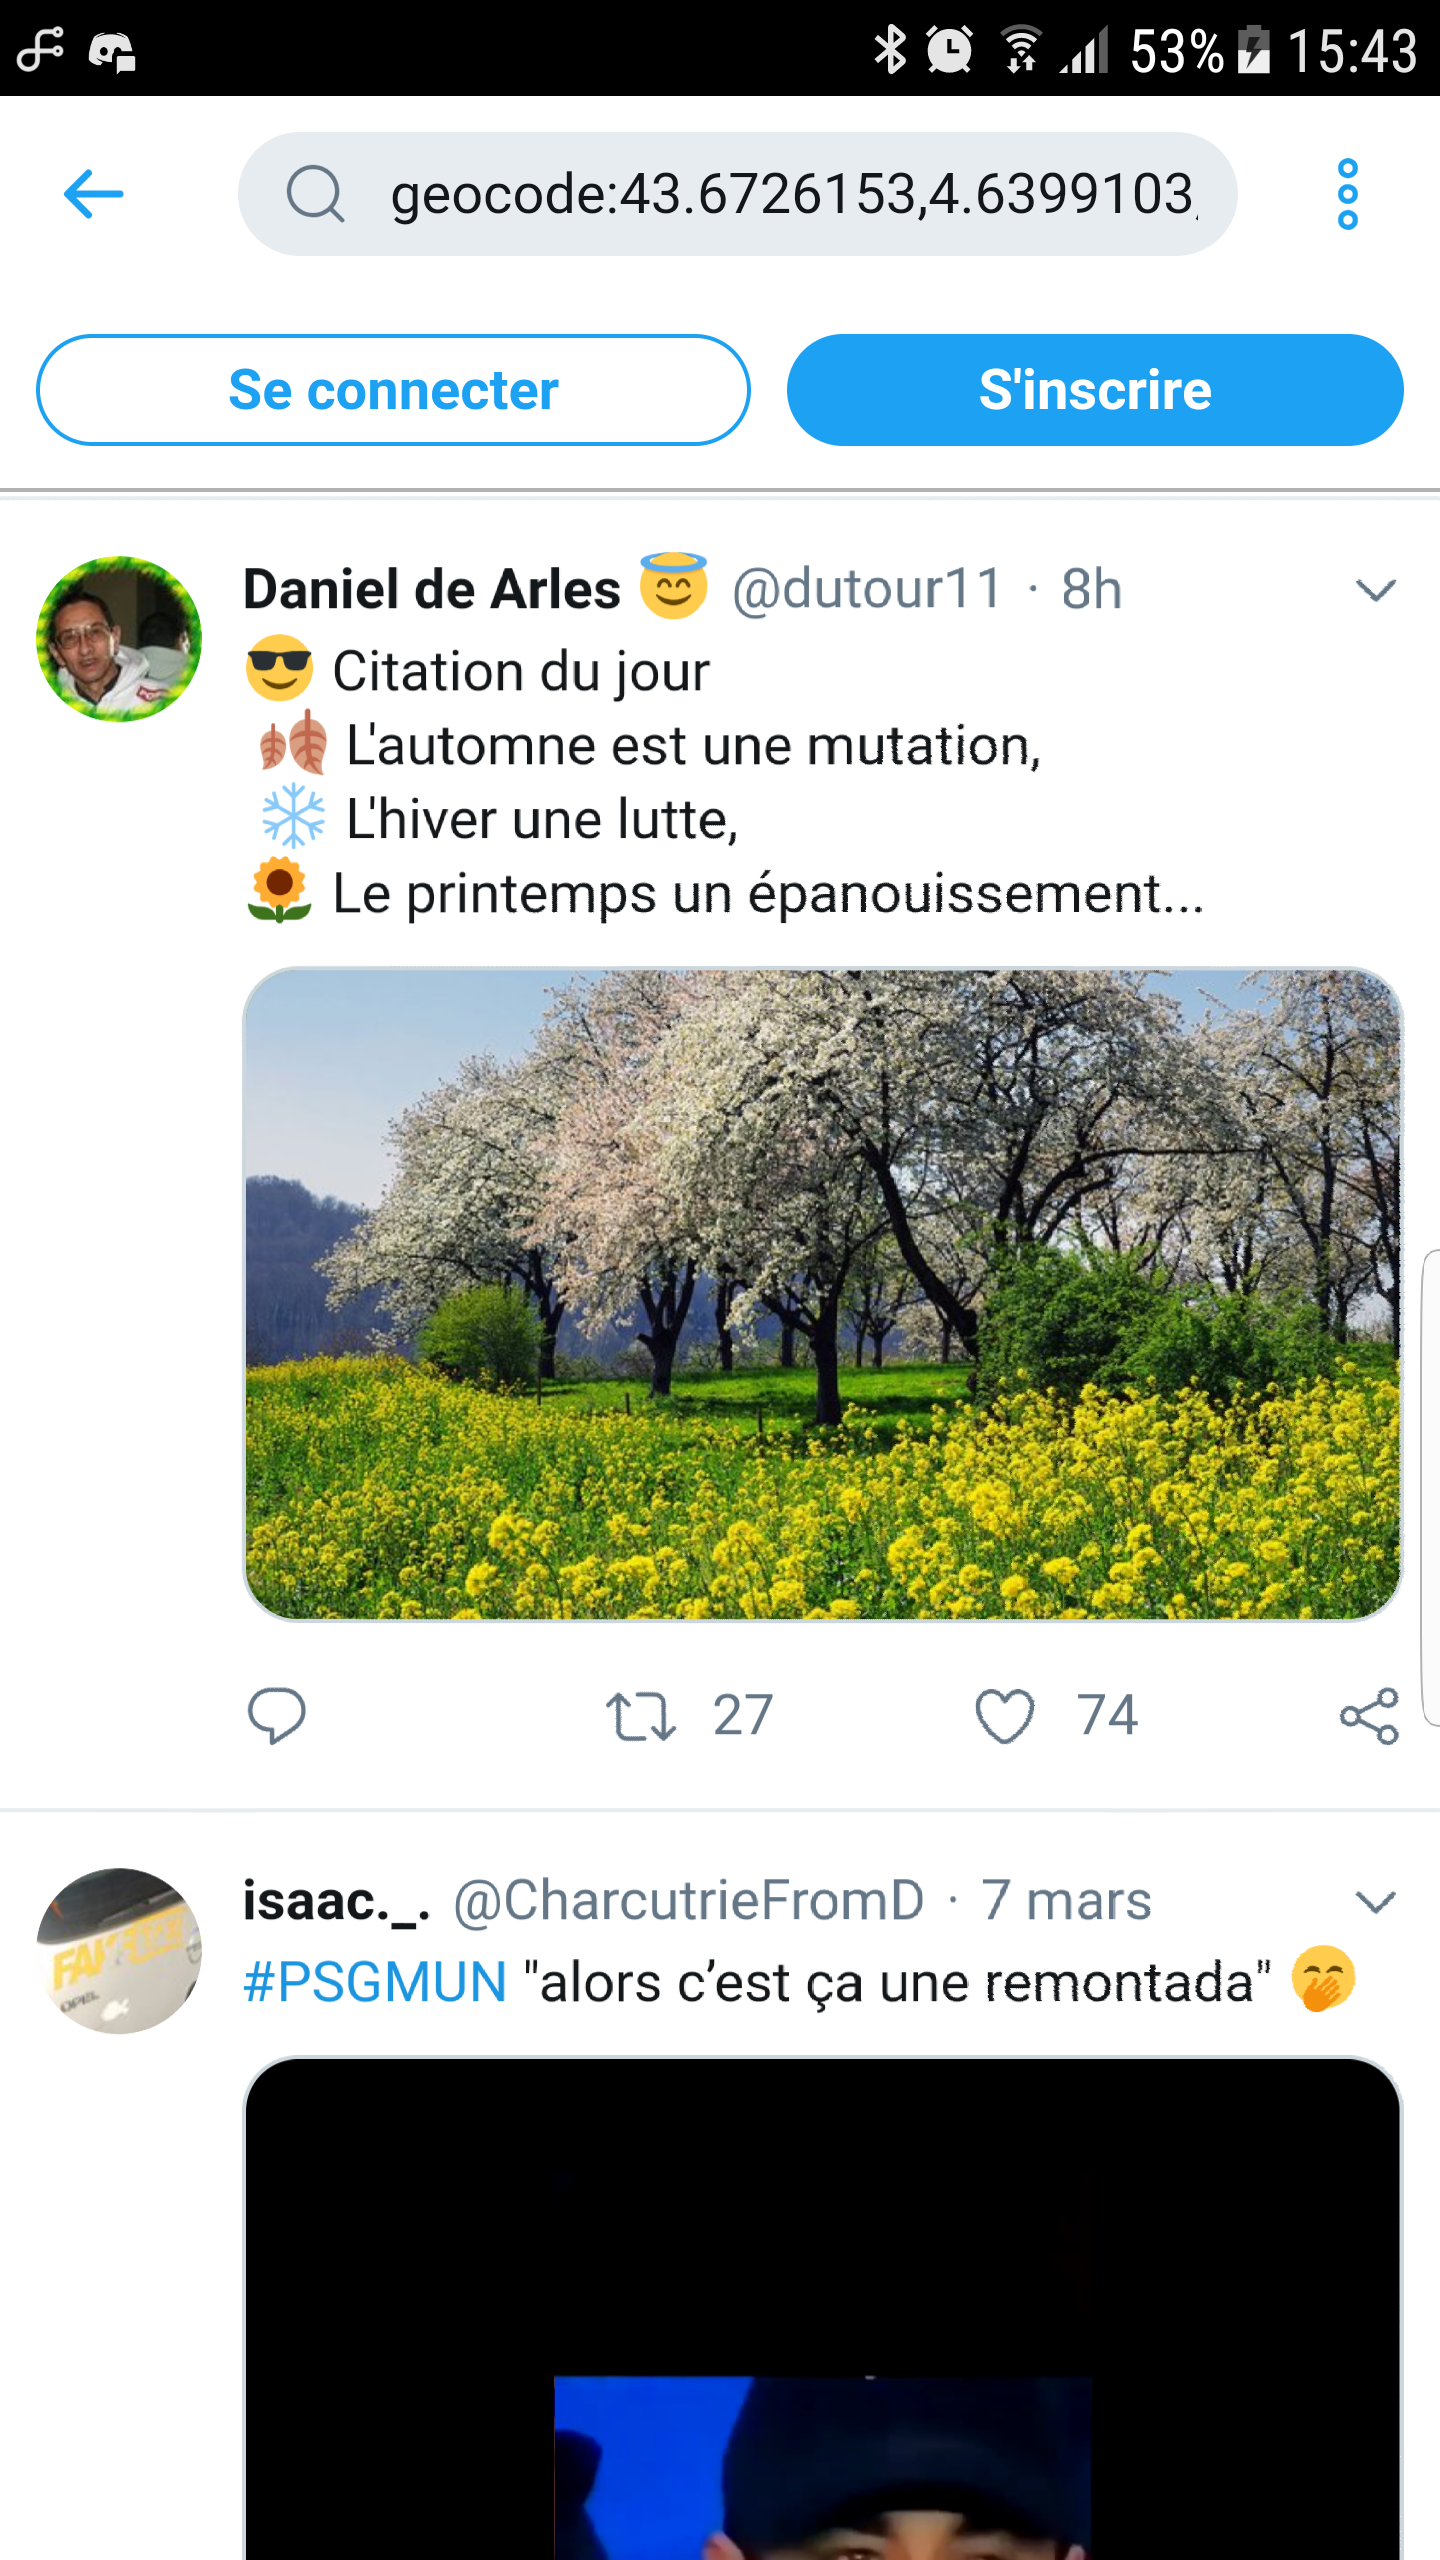 53% 15:43
geocode:43.6726153,4.6399103,
Se connecter
S'inscrire
Daniel de Arles 😇 @dutour11 · 8h
😎 Citation du jour
🍂 L'automne est une mutation,
❄️ L'hiver une lutte,
🌻 Le printemps un épanouissement...
27
74
isaac._. @CharcutrieFromD · 7 mars
#PSGMUN "alors c’est ça une remontada" 🤭
OPEL